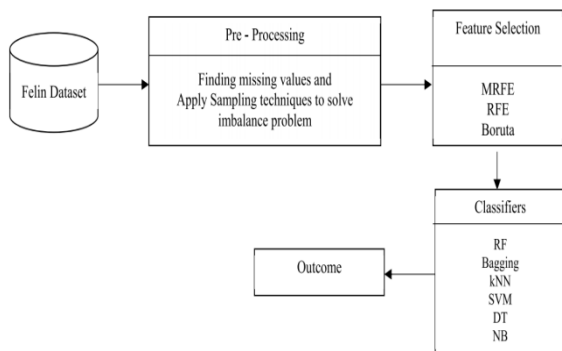 Felin Dataset
Pre - Processing
Finding missing values and
Apply Sampling techniques to solve
imbalance problem
Feature Selection
MRFE
RFE
Boruta
Classifiers
RF
Bagging
kNN
SVM
DT
NB
Outcome